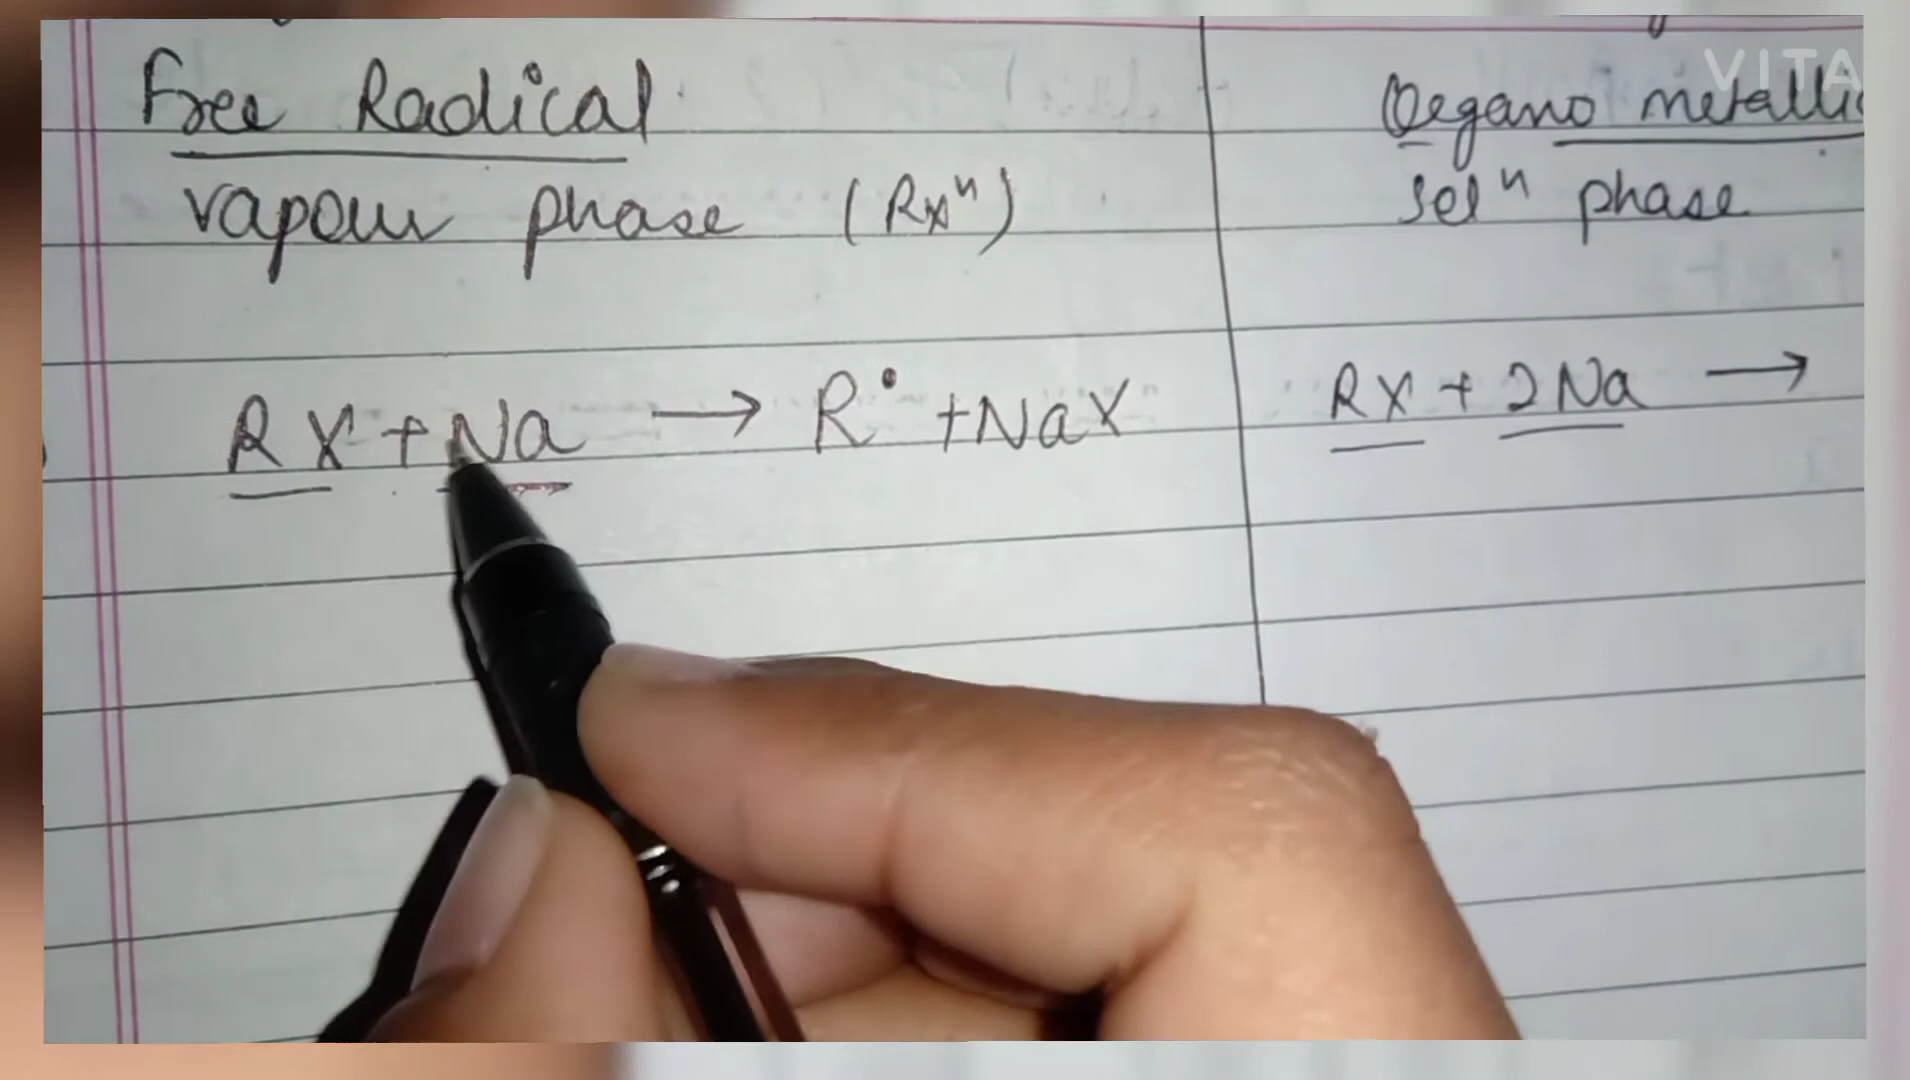 Free Radical
vapour phase (Rxⁿ)
RX + Na → R• + NaX
VITA
Organo metallic
solⁿ phase
RX + 2Na →